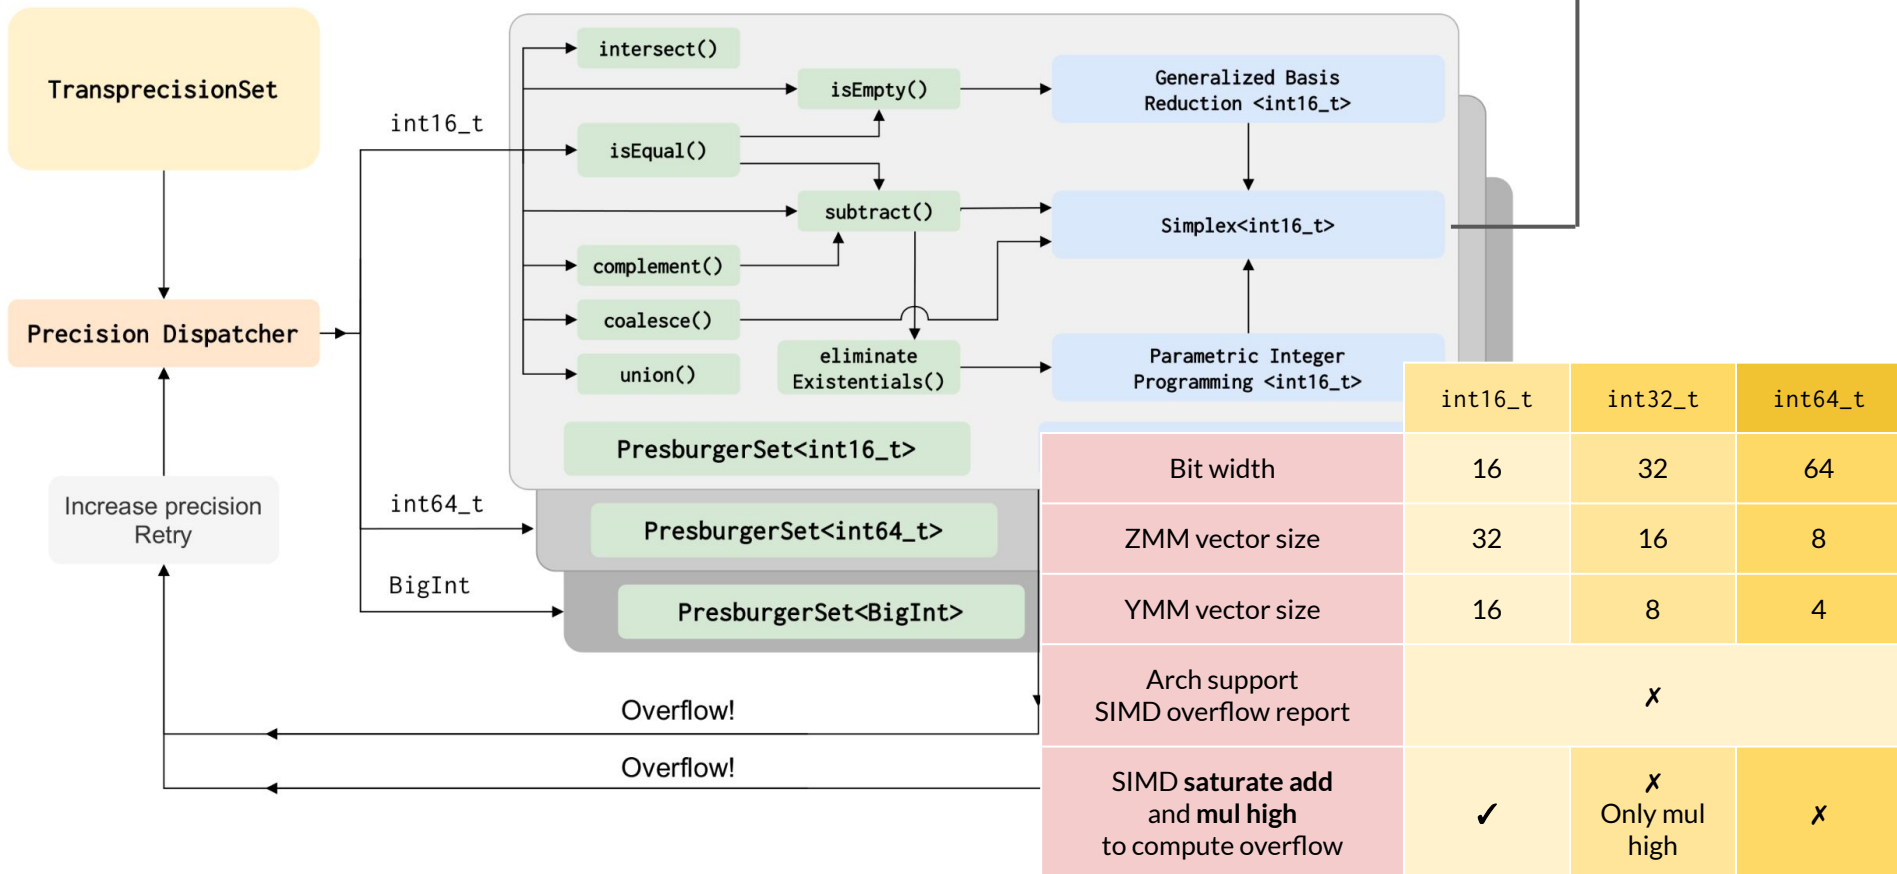 TransprecisionSet
Precision Dispatcher
Increase precision
Retry
int16_t
int64_t
BigInt
intersect()
isEmpty()
isEqual()
subtract()
complement()
coalesce()
union()
eliminate
Existentials()
Generalized Basis
Reduction <int16_t>
Simplex<int16_t>
Parametric Integer
Programming <int16_t>
PresburgerSet<int16_t>
PresburgerSet<int64_t>
PresburgerSet<BigInt>
Overflow!
Overflow!
int16_t int32_t int64_t
Bit width 16 32 64
ZMM vector size 32 16 8
YMM vector size 16 8 4
Arch support
SIMD overflow report ✗
SIMD saturate add
and mul high
to compute overflow
✓
✗
Only mul
high
✗